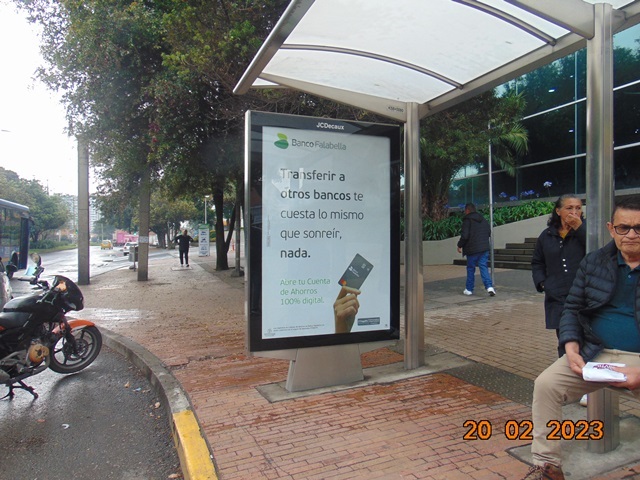 JCDecaux
Banco Falabella
Transferir a
otros bancos te
cuesta lo mismo
que sonreír,
nada.
Abre tu Cuenta
de Ahorros
100% digital.
20 02 2023